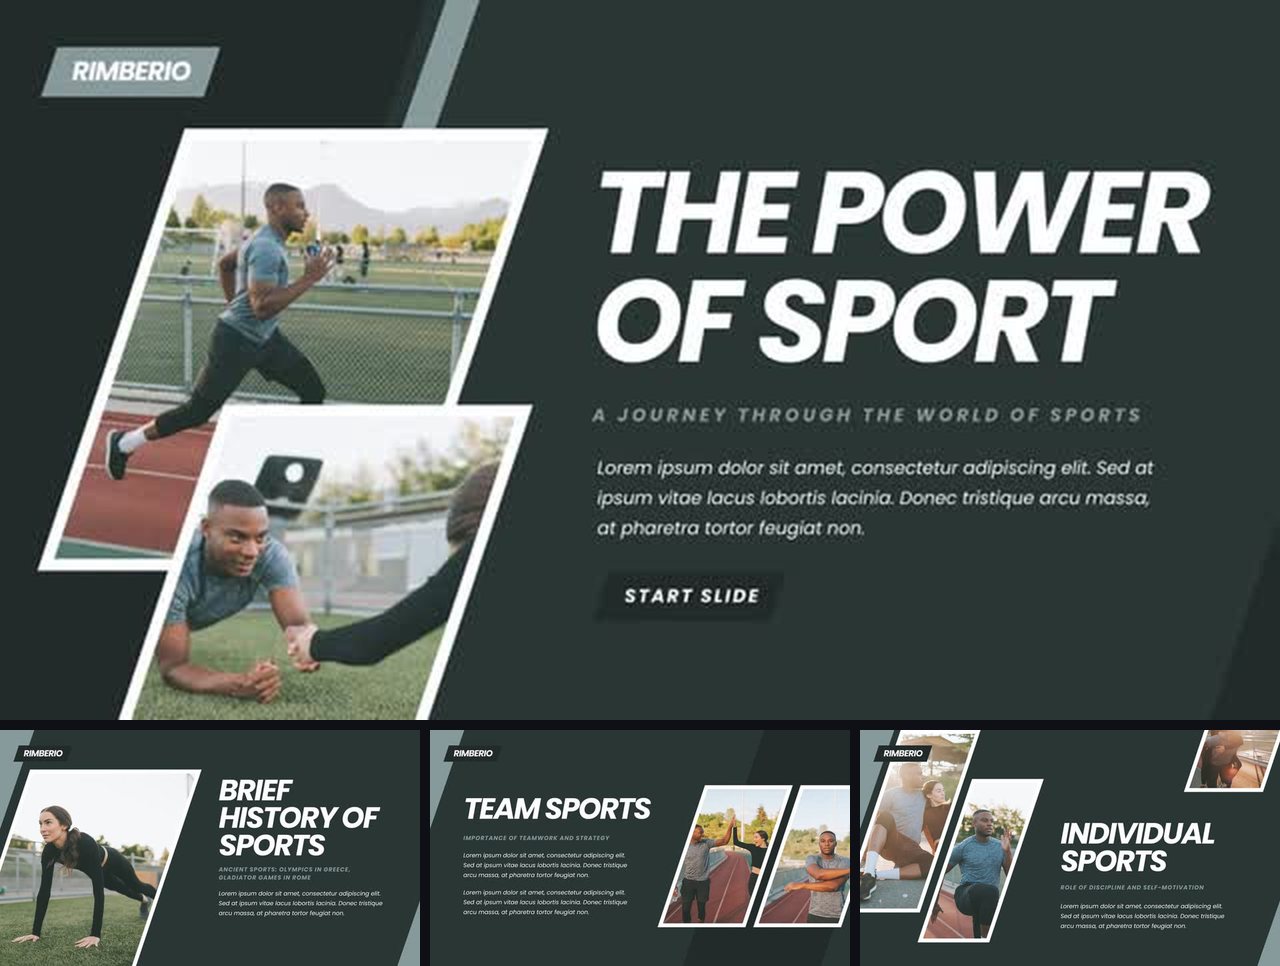 RIMBERIO
THE POWER
OF SPORT
A JOURNEY THROUGH THE WORLD OF SPORTS
Lorem ipsum dolor sit amet, consectetur adipiscing elit. Sed at
ipsum vitae lacus lobortis lacinia. Donec tristique arcu massa,
at pharetra tortor feugiat non.
START SLIDE
RIMBERIO
BRIEF
HISTORY OF
SPORTS
ANCIENT SPORTS: OLYMPICS IN GREECE,
GLADIATOR GAMES IN ROME
Lorem ipsum dolor sit amet, consectetur adipiscing elit.
Sed at ipsum vitae lacus lobortis lacinia. Donec tristique
arcu massa, at pharetra tortor feugiat non.
RIMBERIO
TEAM SPORTS
IMPORTANCE OF TEAMWORK AND STRATEGY
Lorem ipsum dolor sit amet, consectetur adipiscing elit.
Sed at ipsum vitae lacus lobortis lacinia. Donec tristique
arcu massa, at pharetra tortor feugiat non.
Lorem ipsum dolor sit amet, consectetur adipiscing elit.
Sed at ipsum vitae lacus lobortis lacinia. Donec tristique
arcu massa, at pharetra tortor feugiat non.
RIMBERIO
INDIVIDUAL
SPORTS
ROLE OF DISCIPLINE AND SELF-MOTIVATION
Lorem ipsum dolor sit amet, consectetur adipiscing elit.
Sed at ipsum vitae lacus lobortis lacinia. Donec tristique
arcu massa, at pharetra tortor feugiat non.